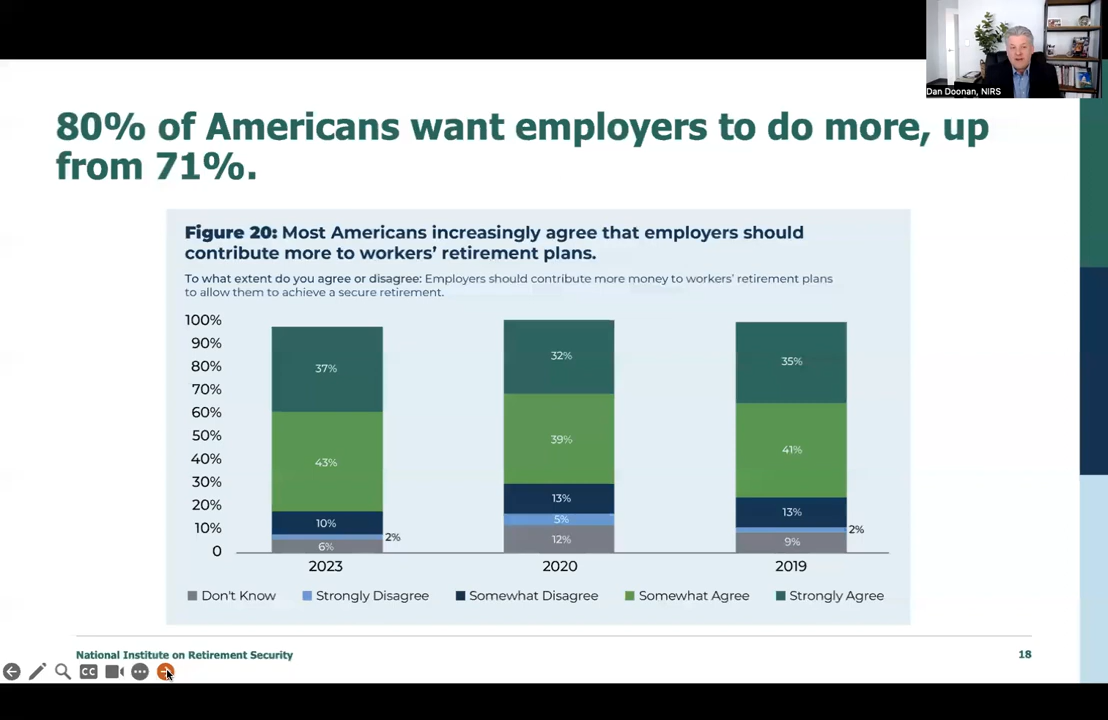 Dan Doonan, NIRS
80% of Americans want employers to do more, up
from 71%.
Figure 20: Most Americans increasingly agree that employers should
contribute more to workers’ retirement plans.
To what extent do you agree or disagree: Employers should contribute more money to workers’ retirement plans
to allow them to achieve a secure retirement.
100%
90%
80%
70%
60%
50%
40%
30%
20%
10%
0
37%
43%
10%
2%
6%
32%
39%
13%
5%
12%
35%
41%
13%
2%
9%
2023 2020 2019
Don't Know Strongly Disagree Somewhat Disagree Somewhat Agree Strongly Agree
National Institute on Retirement Security 18
CC